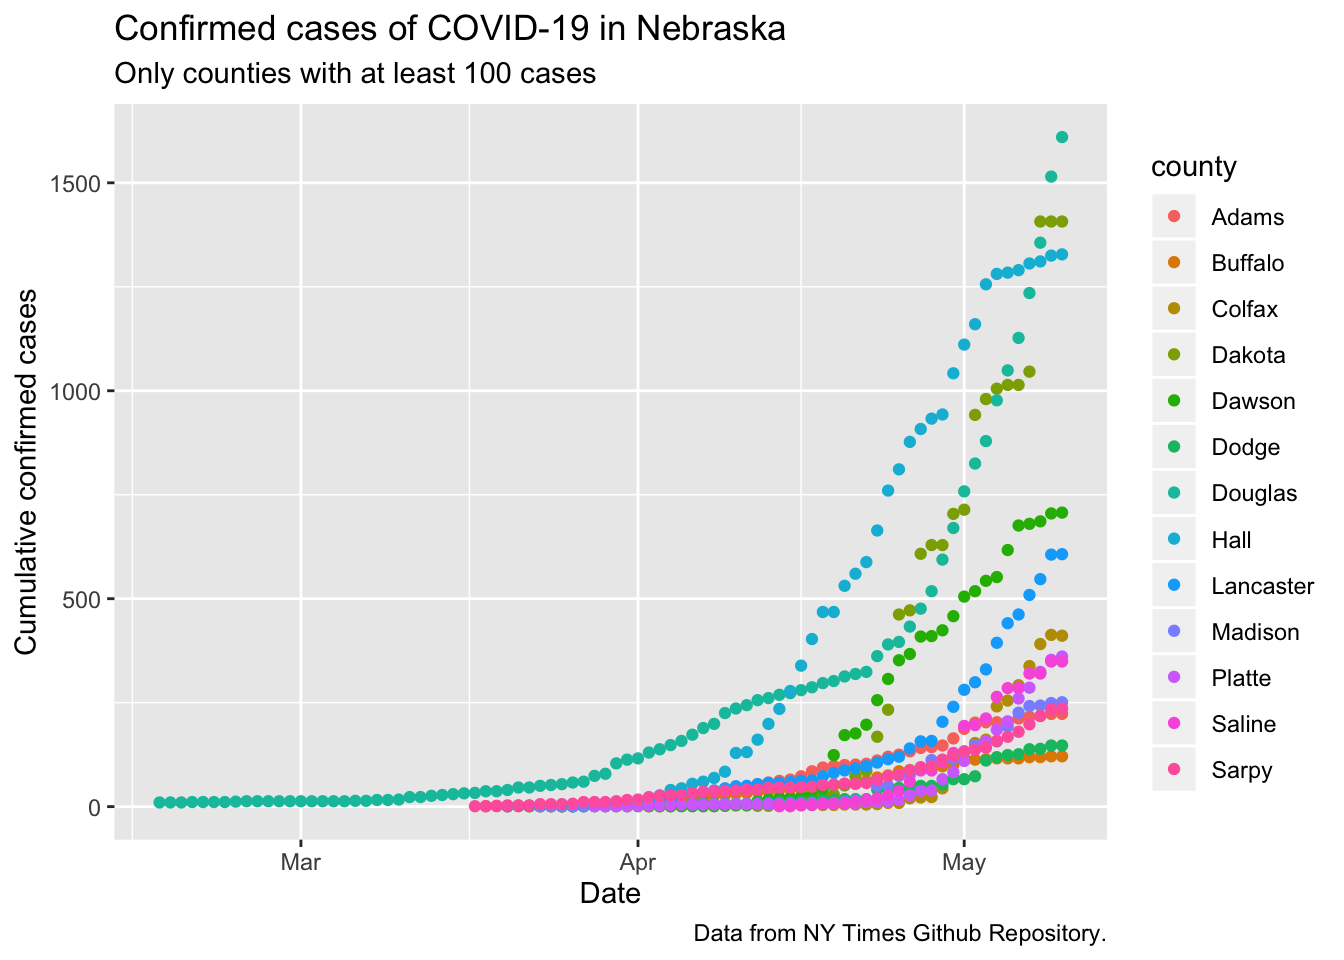 Confirmed cases of COVID-19 in Nebraska
Only counties with at least 100 cases
Cumulative confirmed cases
1500
1000
500
0
Mar
Apr
May
Date
county
Adams
Buffalo
Colfax
Dakota
Dawson
Dodge
Douglas
Hall
Lancaster
Madison
Platte
Saline
Sarpy
Data from NY Times Github Repository.